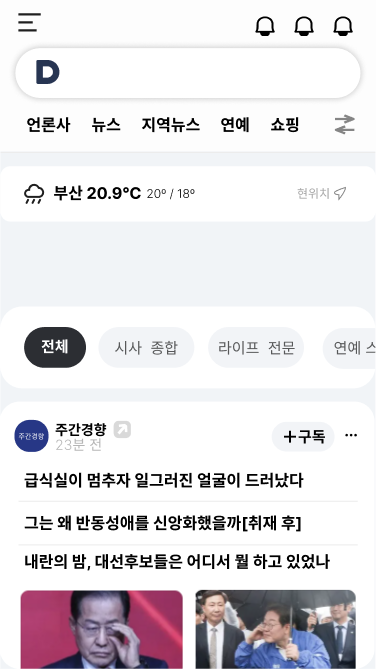 D
언론사 뉴스 지역뉴스 연예 쇼핑
부산 20.9°C 20º / 18º 현위치
전체 시사 종합 라이프 전문 연예 스
주간경향 주간경향 +구독 ...
23분 전
급식실이 멈추자 일그러진 얼굴이 드러났다
그는 왜 반동성애를 신앙화했을까[취재 후]
내란의 밤, 대선후보들은 어디서 뭘 하고 있었나